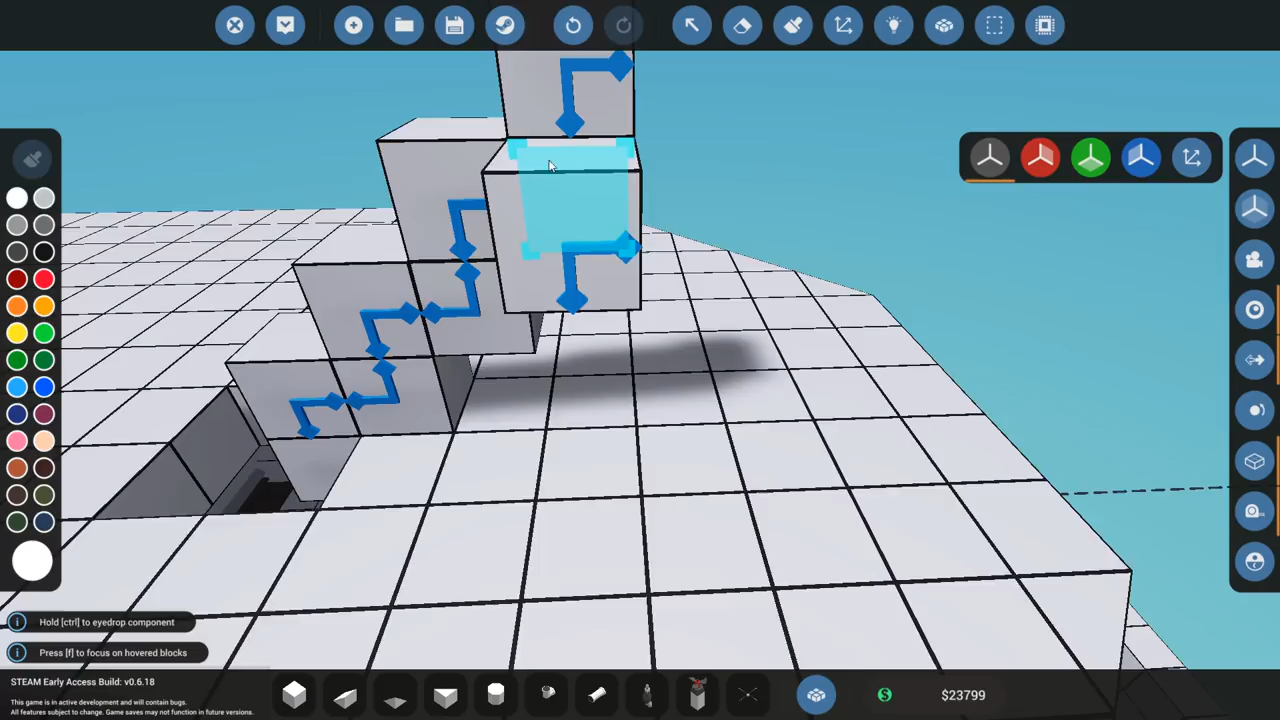 Hold [ctrl] to eyedrop component
Press [f] to focus on hovered blocks
STEAM Early Access Build: v0.6.18
This game is in active development and will contain bugs.
All features subject to change. Game saves may not function in future versions.
$23799